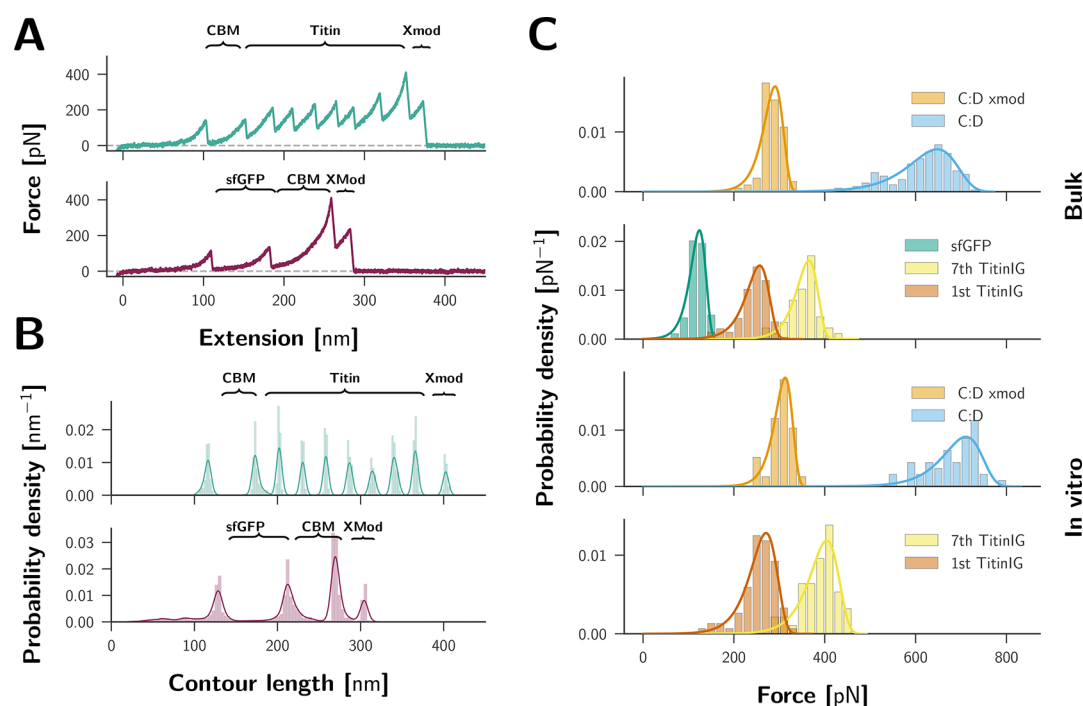 A
CBM Titin Xmod
400
200
0
sfGFP CBM XMod
400
200
0
0 100 200 300 400
Force [pN]
Extension [nm]
B
CBM Titin Xmod
0.02
0.01
0.00
sfGFP CBM XMod
0.03
0.02
0.01
0.00
0 100 200 300 400
Probability density [nm⁻¹]
Contour length [nm]
C
C:D xmod
C:D
0.01
0.00
sfGFP
7th TitinIG
1st TitinIG
0.02
0.01
0.00
C:D xmod
C:D
0.01
0.00
7th TitinIG
1st TitinIG
0.01
0.00
0 200 400 600 800
Probability density [pN⁻¹]
Force [pN]
Bulk
In vitro